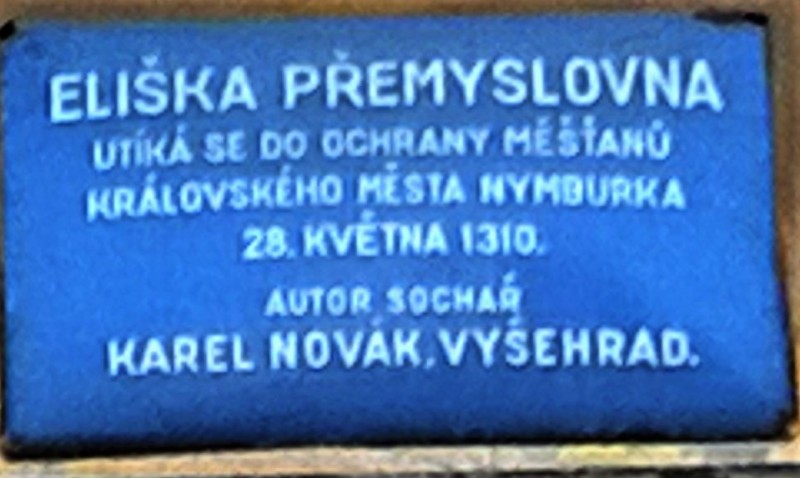 ELIŠKA PŘEMYSLOVNA
UTÍKÁ SE DO OCHRANY MĚŠŤANŮ
KRÁLOVSKÉHO MĚSTA NYMBURKA
28. KVĚTNA 1310.
AUTOR SOCHAŘ
KAREL NOVÁK, VYŠEHRAD.